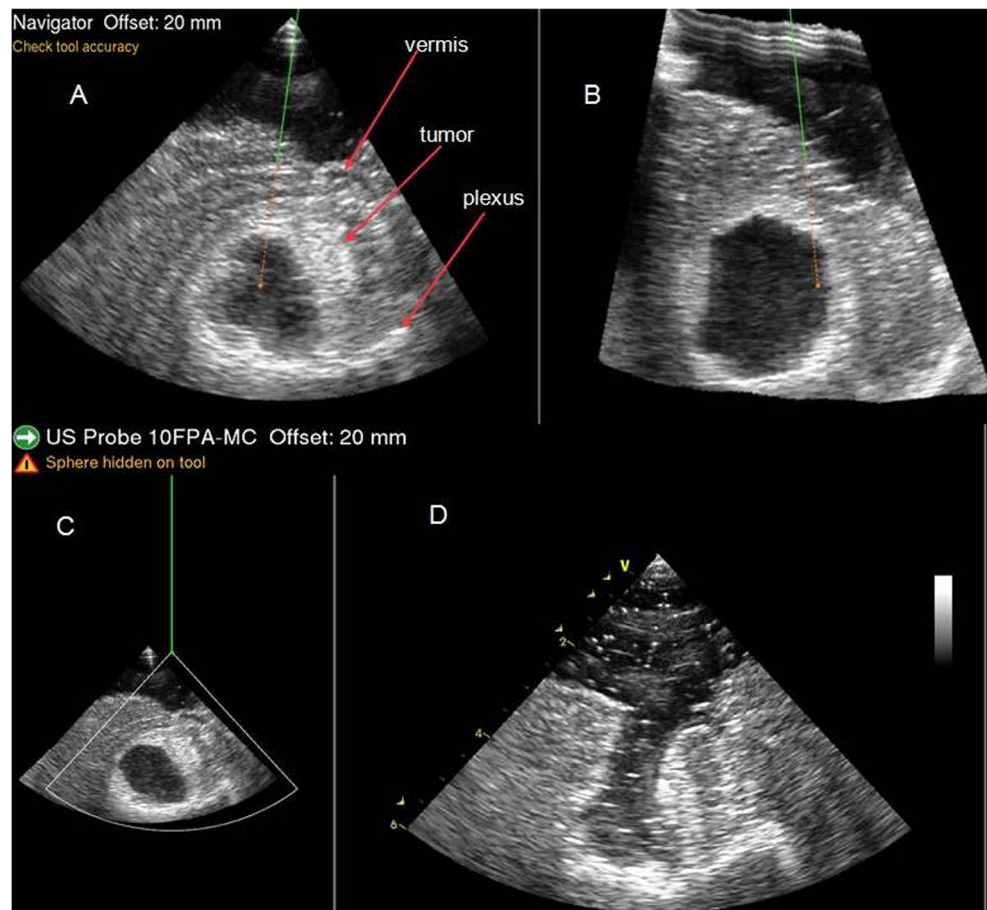 Navigator Offset: 20 mm
Check tool accuracy
vermis
A
B
tumor
plexus
US Probe 10FPA-MC Offset: 20 mm
Sphere hidden on tool
C
D
V
2
4
6